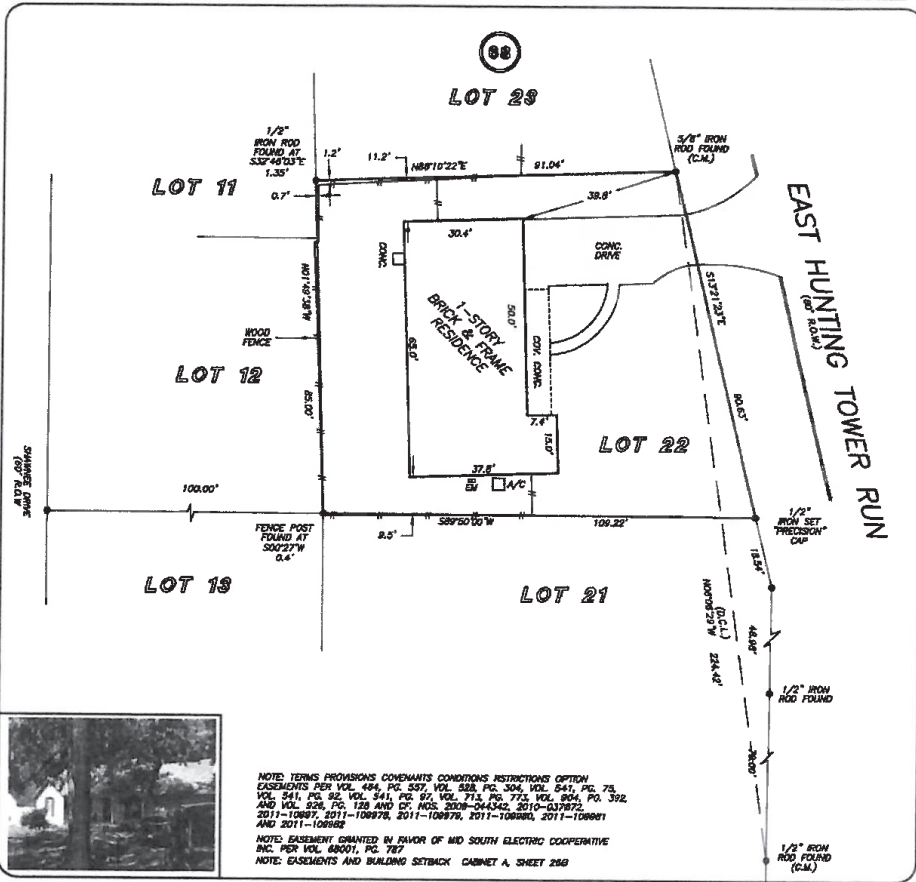 68
LOT 23
1/2"
IRON ROD
FOUND AT
S32°46'03"E
1.35'
1.2'
11.2'
N88°10'22"E
91.04'
5/8" IRON
ROD FOUND
(C.M.)
LOT 11
0.7'
39.8'
30.4'
CONC.
CONC.
DRIVE
EAST HUNTING TOWER RUN
(60' R.O.W.)
N01°49'38"W
85.00'
WOOD
FENCE
1-STORY
BRICK & FRAME
RESIDENCE
50.0'
65.0'
COV. CONC.
S13°21'23"E
90.63'
LOT 12
7.4'
15.0'
LOT 22
37.8'
EM
A/C
SHAWNEE DRIVE
(60' R.O.W
100.00'
FENCE POST
FOUND AT
S00°27'W
0.4'
9.5'
S89°50'00"W
109.22'
1/2"
IRON SET
"PRECISION"
CAP
18.54'
LOT 13
LOT 21
(D.C.L.)
224.42'
48.98'
1/2" IRON
ROD FOUND
1/2" IRON
ROD FOUND
(C.M.)
NOTE: TERMS PROVISIONS COVENANTS CONDITIONS RESTRICTIONS OPTION
EASEMENTS PER VOL. 484, PG. 557, VOL. 528, PG. 304, VOL. 541, PG. 75,
VOL. 541, PG. 92, VOL. 541, PG. 97, VOL. 713, PG. 773, VOL. 904, PG. 392,
AND VOL. 926, PG. 128 AND CF. NOS. 2009-044342, 2010-037672,
2011-10997, 2011-109978, 2011-109979, 2011-109980, 2011-109981
AND 2011-109982
NOTE: EASEMENT GRANTED IN FAVOR OF MID SOUTH ELECTRIC COOPERATIVE
INC. PER VOL. 68001, PG. 787
NOTE: EASEMENTS AND BUILDING SETBACK CABINET A, SHEET